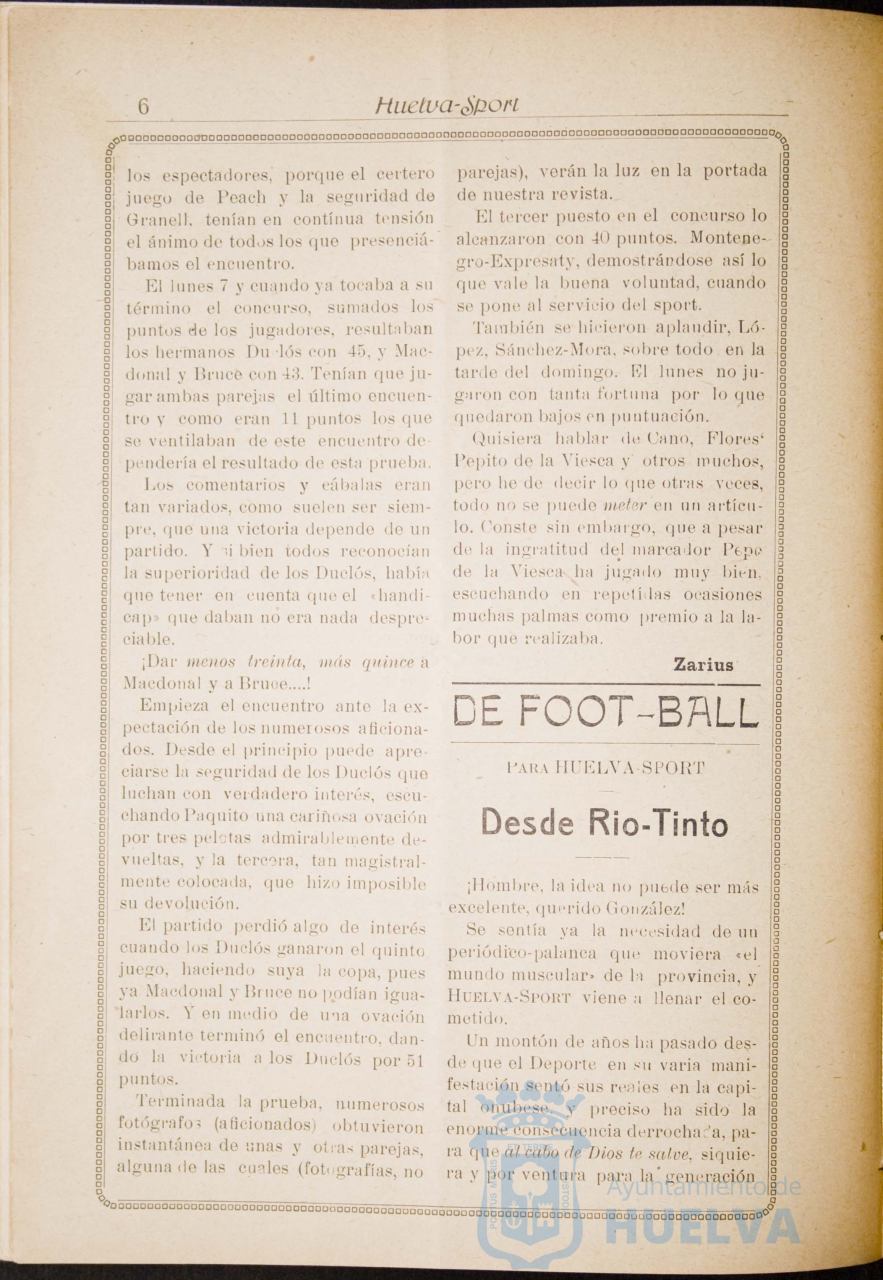 6
Huelva-Sport
los espectadores, porque el certero
juego de Peach y la seguridad de
Granell, tenían en contínua tensión
el ánimo de todos los que presenciá-
bamos el encuentro.
El lunes 7 y cuando ya tocaba a su
término el concurso, sumados los
puntos de los jugadores, resultaban
los hermanos Du lós con 45, y Mac-
donal y Bruce con 43. Tenían que ju-
gar ambas parejas el último encuen-
tro y como eran 11 puntos los que
se ventilaban de este encuentro de-
pendería el resultado de esta prueba.
Los comentarios y cábalas eran
tan variados, como suelen ser siem-
pre, que una victoria depende de un
partido. Y si bien todos reconocían
la superioridad de los Duclós, había
que tener en cuenta que el «handi-
cap» que daban nó era nada despre-
ciable.
¡Dar menos treinta, más quince a
Macdonal y a Bruce....!
Empieza el encuentro ante la ex-
pectación de los numerosos aficiona-
dos. Desde el principio puede apre-
ciarse la seguridad de los Duclós que
luchan con verdadero interés, escu-
chando Paquito una cariñosa ovación
por tres pelotas admirablemente de-
vueltas, y la tercera, tan magistral-
mente colocada, que hizo imposible
su devolución.
El partido perdió algo de interés
cuando los Duclós ganaron el quinto
juego, haciendo suya la copa, pues
ya Macdonal y Bruce no podían igua-
larlos. Y en medio de una ovación
delirante terminó el encuentro, dan-
do la victoria a los Duclós por 51
puntos.
Terminada la prueba, numerosos
fotógrafos (aficionados) obtuvieron
instantánea de unas y otras parejas,
alguna de las cuales (fotografías, no
parejas), verán la luz en la portada
de nuestra revista.
El tercer puesto en el concurso lo
alcanzaron con 40 puntos. Montene-
gro-Expresaty, demostrándose así lo
que vale la buena voluntad, cuando
se pone al servicio del sport.
También se hicieron aplaudir, Ló-
pez, Sánchez-Mora, sobre todo en la
tarde del domingo. El lunes no ju-
garon con tanta fortuna por lo que
quedaron bajos en puntuación.
Quisiera hablar de Cano, Flores‘
Pepito de la Viesca y otros muchos,
pero he de decir lo que otras veces,
todo no se puede meter en un artícu-
lo. Conste sin embargo, que a pesar
de la ingratitud del marcador Pepe
de la Viesca ha jugado muy bien,
escuchando en repetidas ocasiones
muchas palmas como premio a la la-
bor que realizaba.
Zarius
DE FOOT-BALL
PARA HUELVA-SPORT
Desde Rio-Tinto
¡Hombre, la idea no puede ser más
excelente, querido González!
Se sentía ya la necesidad de un
periódico-palanca que moviera «el
mundo muscular» de la provincia, y
HUELVA-SPORT viene a llenar el co-
metido.
Un montón de años ha pasado des-
de que el Deporte en su varia mani-
festación sentó sus reales en la capi-
tal onubese, y preciso ha sido la
enorme consecuencia derrochada, pa-
ra que al cabo de Dios te salve, siquie-
ra y por ventura para la generación
Ayuntamiento de
HUELVA